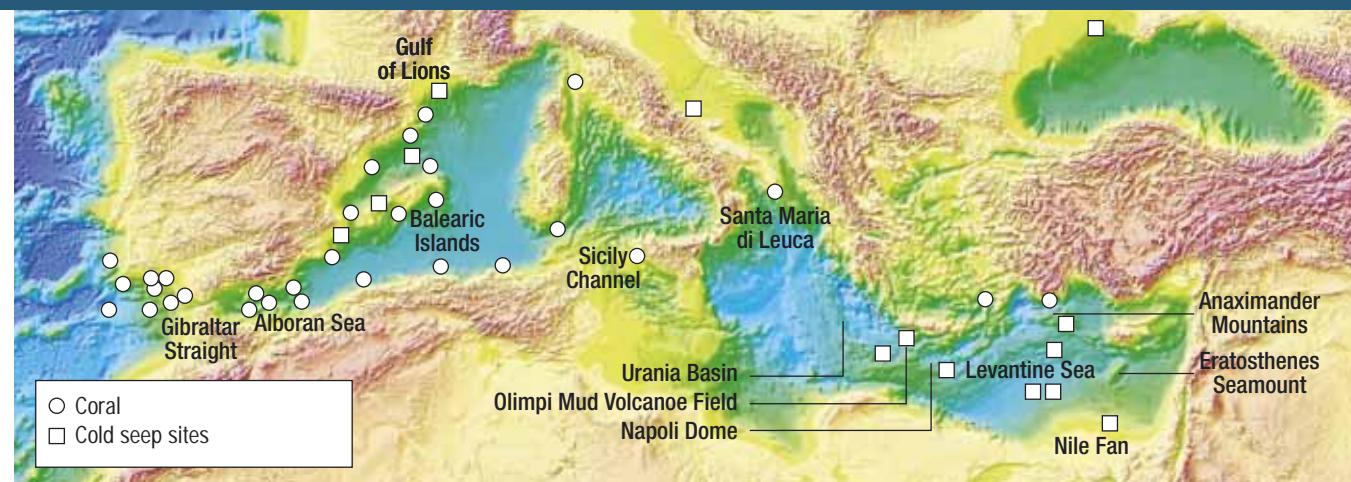 Gulf
of Lions
Balearic
Islands
Santa Maria
di Leuca
Sicily
Channel
Gibraltar
Straight
Alboran Sea
Anaximander
Mountains
Urania Basin
Levantine Sea
Eratosthenes
Seamount
Olimpi Mud Volcanoe Field
Napoli Dome
Nile Fan
Coral
Cold seep sites